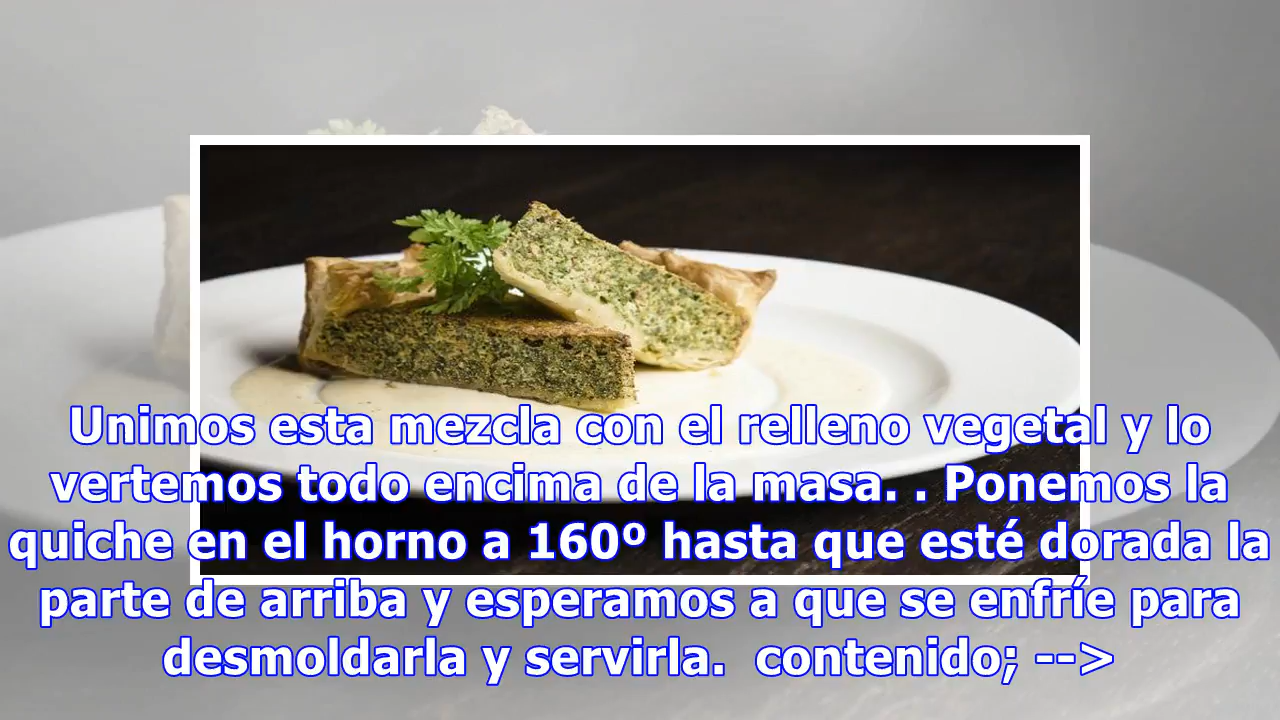 Unimos esta mezcla con el relleno vegetal y lo
vertemos todo encima de la masa. . Ponemos la
quiche en el horno a 160º hasta que esté dorada la
parte de arriba y esperamos a que se enfríe para
desmoldarla y servirla.  contenido; -->